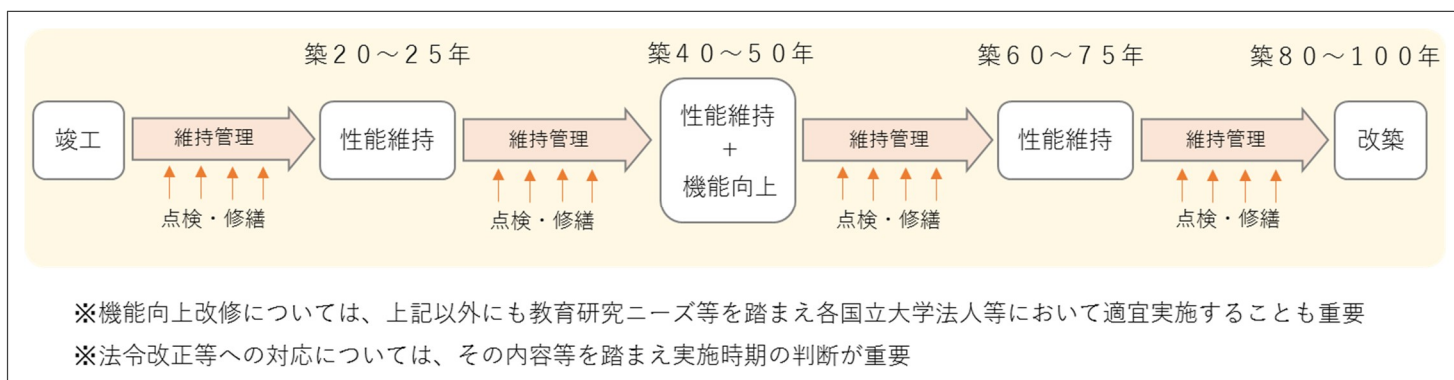 築２０～２５年
築４０～５０年
築６０～７５年
築８０～１００年
竣工
維持管理
性能維持
維持管理
性能維持
+
機能向上
維持管理
性能維持
維持管理
改築
点検・修繕
点検・修繕
点検・修繕
点検・修繕
※機能向上改修については、上記以外にも教育研究ニーズ等を踏まえ各国立大学法人等において適宜実施することも重要
※法令改正等への対応については、その内容等を踏まえ実施時期の判断が重要